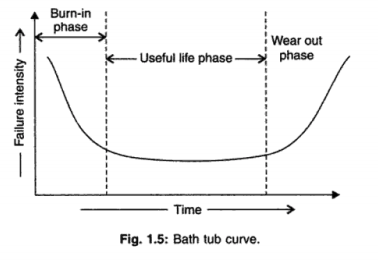 Burn-in
phase
Useful life phase
Wear out
phase
Failure intensity
Time
Fig. 1.5: Bath tub curve.